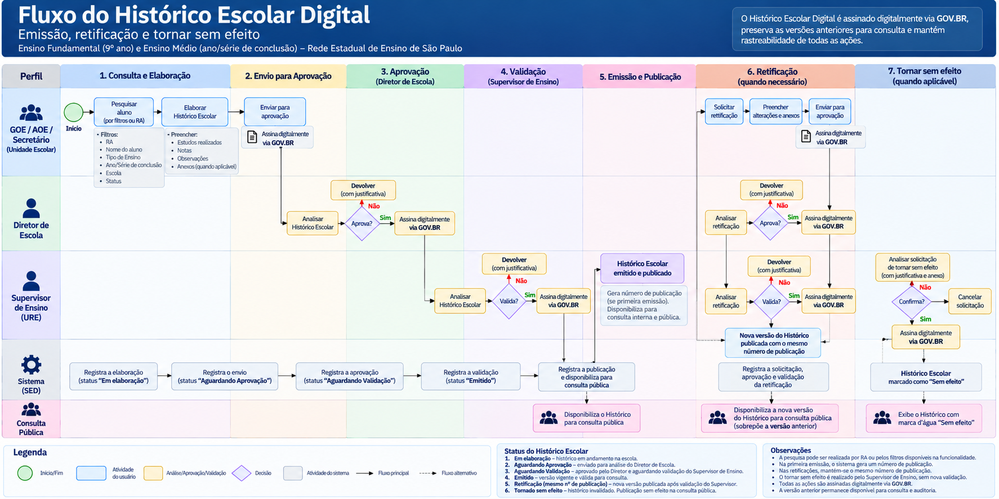 Fluxo do Histórico Escolar Digital
Emissão, retificação e tornar sem efeito
Ensino Fundamental (9º ano) e Ensino Médio (ano/série de conclusão) – Rede Estadual de Ensino de São Paulo
O Histórico Escolar Digital é assinado digitalmente via GOV.BR,
preserva as versões anteriores para consulta e mantém
rastreabilidade de todas as ações.
Perfil
1. Consulta e Elaboração
2. Envio para Aprovação
3. Aprovação
(Diretor de Escola)
4. Validação
(Supervisor de Ensino)
5. Emissão e Publicação
6. Retificação
(quando necessário)
7. Tornar sem efeito
(quando aplicável)
GOE / AOE /
Secretário
(Unidade Escolar)
Início
Pesquisar
aluno
(por filtros ou RA)
Elaborar
Histórico Escolar
• Filtros:
• RA
• Nome do aluno
• Tipo de Ensino
• Ano/Série de conclusão
• Escola
• Status
• Preencher:
• Estudos realizadas
• Notas
• Observações
• Anexos (quando aplicável)
Enviar para
aprovação
Assina digitalmente
via GOV.BR
Solicitar
rettificação
Preencher
alterações e anexos
Enviar para
aprovação
Assina digitalmente
via GOV.BR
Diretor de
Escola
Analisar
Histórico Escolar
Devolver
(com justificativa)
Não
Aprova?
Sim
Assina digitalmente
via GOV.BR
Devolver
(com justificativa)
Não
Analisar
retificação
Aprova?
Sim
Assina digitalmente
via GOV.BR
Supervisor
de Ensino
(URE)
Analisar
Histórico Escolar
Devolver
(com justificativa)
Não
Valida?
Sim
Assina digitalmente
via GOV.BR
Histórico Escolar
emitido e publicado
Gera número de publicação
(se primeira emissão).
Disponibiliza para
consulta interna e pública.
Devolver
(com justificativa)
Não
Analisar
retificação
Valida?
Sim
Assina digitalmente
via GOV.BR
Nova versão do Histórico
publicada com o mesmo
número de publicação
Analisar solicitação
de tornar sem efeito
(com justificativa e anexo)
Não
Confirma?
Cancelar
solicitação
Sim
Assina digitalmente
via GOV.BR
Sistema
(SED)
Registra a elaboração
(status “Em elaboração”)
Registra o envio
(status “Aguardando Aprovação”)
Registra a aprovação
(status “Aguardando Validação”)
Registra a validação
(status “Emitido”)
Registra a publicação
e disponibiliza para
consulta pública
Registra a solicitação,
aprovação e validação
da retificação
Histórico Escolar
marcado como “Sem efeito”
Consulta
Pública
Disponibiliza o Histórico
para consulta pública
Disponibiliza a nova versão
do Histórico para consulta pública
(sobrepõe a versão anterior)
Exibe o Histórico com
marca d'água “Sem efeito”
Legenda
Início/Fim
Atividade
do usuário
Análise/Aprovação/Validação
Decisão
Atividade do sistema
Fluxo principal
Fluxo alternativo
Status do Histórico Escolar
1. Em elaboração – histórico em andamento na escola.
2. Aguardando Aprovação – enviado para análise do Diretor de Escola.
3. Aguardando Validação – aprovado pelo Diretor e aguardando validação do Supervisor de Ensino.
4. Emitido – versão vigente e válida para consulta.
5. Retificação (mesmo nº de publicação) – nova versão publicada após validação do Supervisor.
6. Tornado sem efeito – histórico invalidado. Publicação sem efeito na consulta pública.
Observações
• A pesquisa pode ser realizada por RA ou pelos filtros disponíveis na funcionalidade.
• Na primeira emissão, o sistema gera um número de publicação.
• Nas retificações, mantém-se o mesmo número de publicação.
• O tornar sem efeito é realizado pelo Supervisor de Ensino, sem nova validação.
• Todas as ações são assinadas digitalmente via GOV.BR.
• A versão anterior permanece disponível para consulta e auditoria.